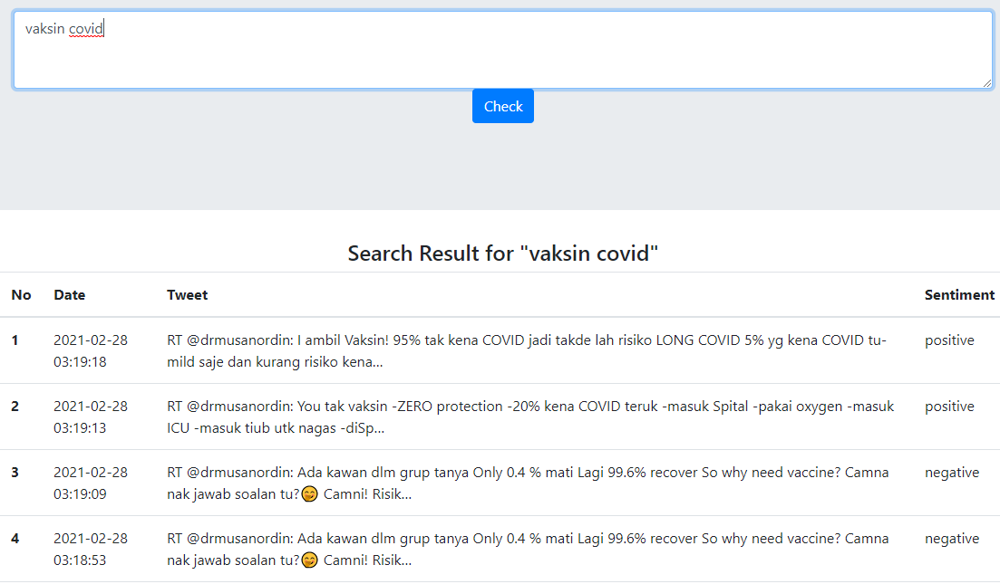 vaksin covid
Check
Search Result for "vaksin covid"
No Date Tweet Sentiment
1 2021-02-28 RT @drmusanordin: I ambil Vaksin! 95% tak kena COVID jadi takde lah risiko LONG COVID 5% yg kena COVID tu- positive
03:19:18 mild saje dan kurang risiko kena...
2 2021-02-28 RT @drmusanordin: You tak vaksin -ZERO protection -20% kena COVID teruk -masuk Spital -pakai oxygen -masuk positive
03:19:13 ICU -masuk tiub utk nagas -diSp...
3 2021-02-28 RT @drmusanordin: Ada kawan dlm grup tanya Only 0.4 % mati Lagi 99.6% recover So why need vaccine? Camna negative
03:19:09 nak jawab soalan tu?🤭 Camni! Risik...
4 2021-02-28 RT @drmusanordin: Ada kawan dlm grup tanya Only 0.4 % mati Lagi 99.6% recover So why need vaccine? Camna negative
03:18:53 nak jawab soalan tu?🤭 Camni! Risik...